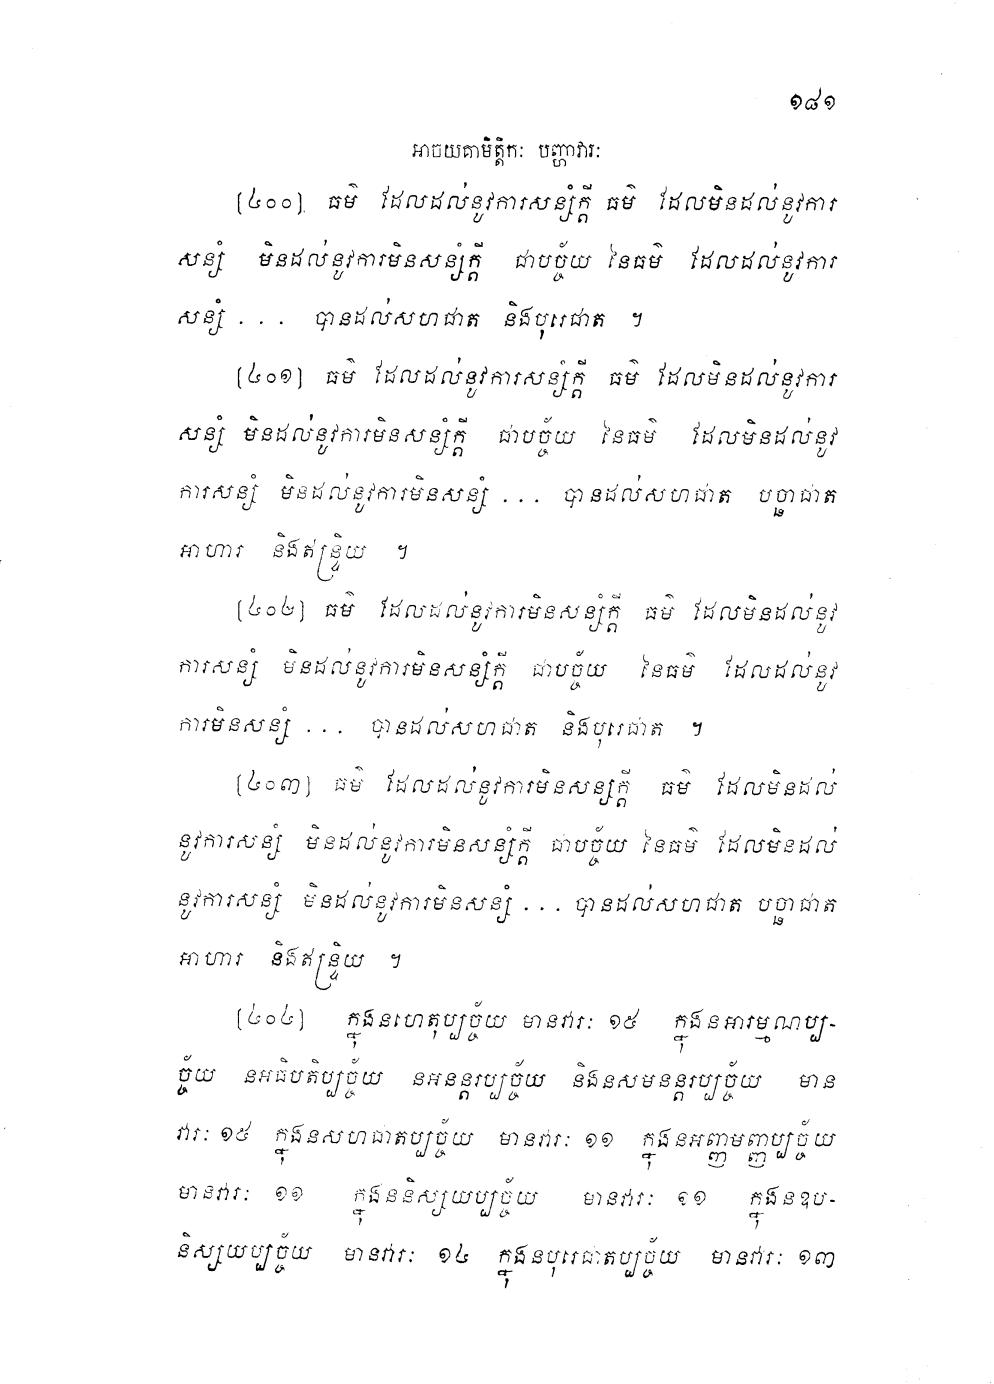 ១៨១
អាចយគាមិត្តិកៈ បញ្ហាវារៈ
[៤០០] ធម៌ ដែលដល់នូវការសន្សំក្តី ធម៌ ដែលមិនដល់នូវការ
សន្សំ មិនដល់នូវការមិនសន្សំក្តី ជាបច្ច័យ នៃធម៌ ដែលដល់នូវការ
សន្សំ ... បានដល់សហជាត និងបុរេជាត ។
[៤០១] ធម៌ ដែលដល់នូវការសន្សំក្តី ធម៌ ដែលមិនដល់នូវការ
សន្សំ មិនដល់នូវការមិនសន្សំក្តី ជាបច្ច័យ នៃធម៌ ដែលមិនដល់នូវ
ការសន្សំ មិនដល់នូវការមិនសន្សំ ... បានដល់សហជាត បច្ឆាជាត
អាហារ និងឥន្ទ្រិយ ។
[៤០២] ធម៌ ដែលដល់នូវការមិនសន្សំក្តី ធម៌ ដែលមិនដល់នូវ
ការសន្សំ មិនដល់នូវការមិនសន្សំក្តី ជាបច្ច័យ នៃធម៌ ដែលដល់នូវ
ការមិនសន្សំ ... បានដល់សហជាត និងបុរេជាត ។
[៤០៣] ធម៌ ដែលដល់នូវការមិនសន្សំក្តី ធម៌ ដែលមិនដល់
នូវការសន្សំ មិនដល់នូវការមិនសន្សំក្តី ជាបច្ច័យ នៃធម៌ ដែលមិនដល់
នូវការសន្សំ មិនដល់នូវការមិនសន្សំ ... បានដល់សហជាត បច្ឆាជាត
អាហារ និងឥន្ទ្រិយ ។
[៤០៤] ក្នុងនហេតុប្បច្ច័យ មានវារៈ ១៥ ក្នុងនអារម្មណប្ប-
ច្ច័យ នអធិបតិប្បច្ច័យ នអនន្តរប្បច្ច័យ និងនសមនន្តរប្បច្ច័យ មាន
វារៈ ១៥ ក្នុងនសហជាតប្បច្ច័យ មានវារៈ ១១ ក្នុងនអញ្ញមញ្ញប្បច្ច័យ
មានវារៈ ១១ ក្នុងននិស្សយប្បច្ច័យ មានវារៈ ១១ ក្នុងនឧប-
និស្សយប្បច្ច័យ មានវារៈ ១៤ ក្នុងនបុរេជាតប្បច្ច័យ មានវារៈ ១៣